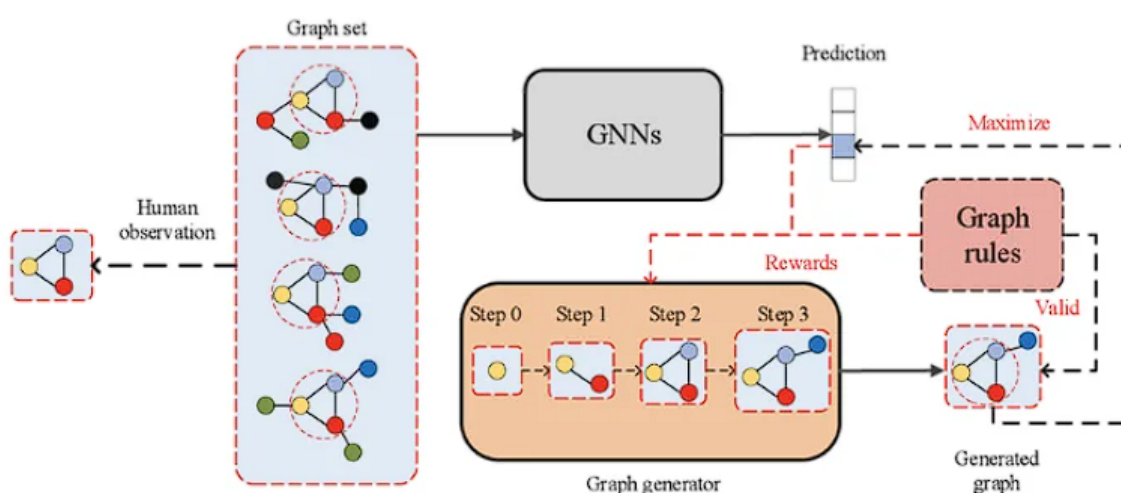 Graph set
Prediction
GNNs
Maximize
Human
observation
Graph
rules
Rewards
Valid
Step 0
Step 1
Step 2
Step 3
Generated
graph
Graph generator